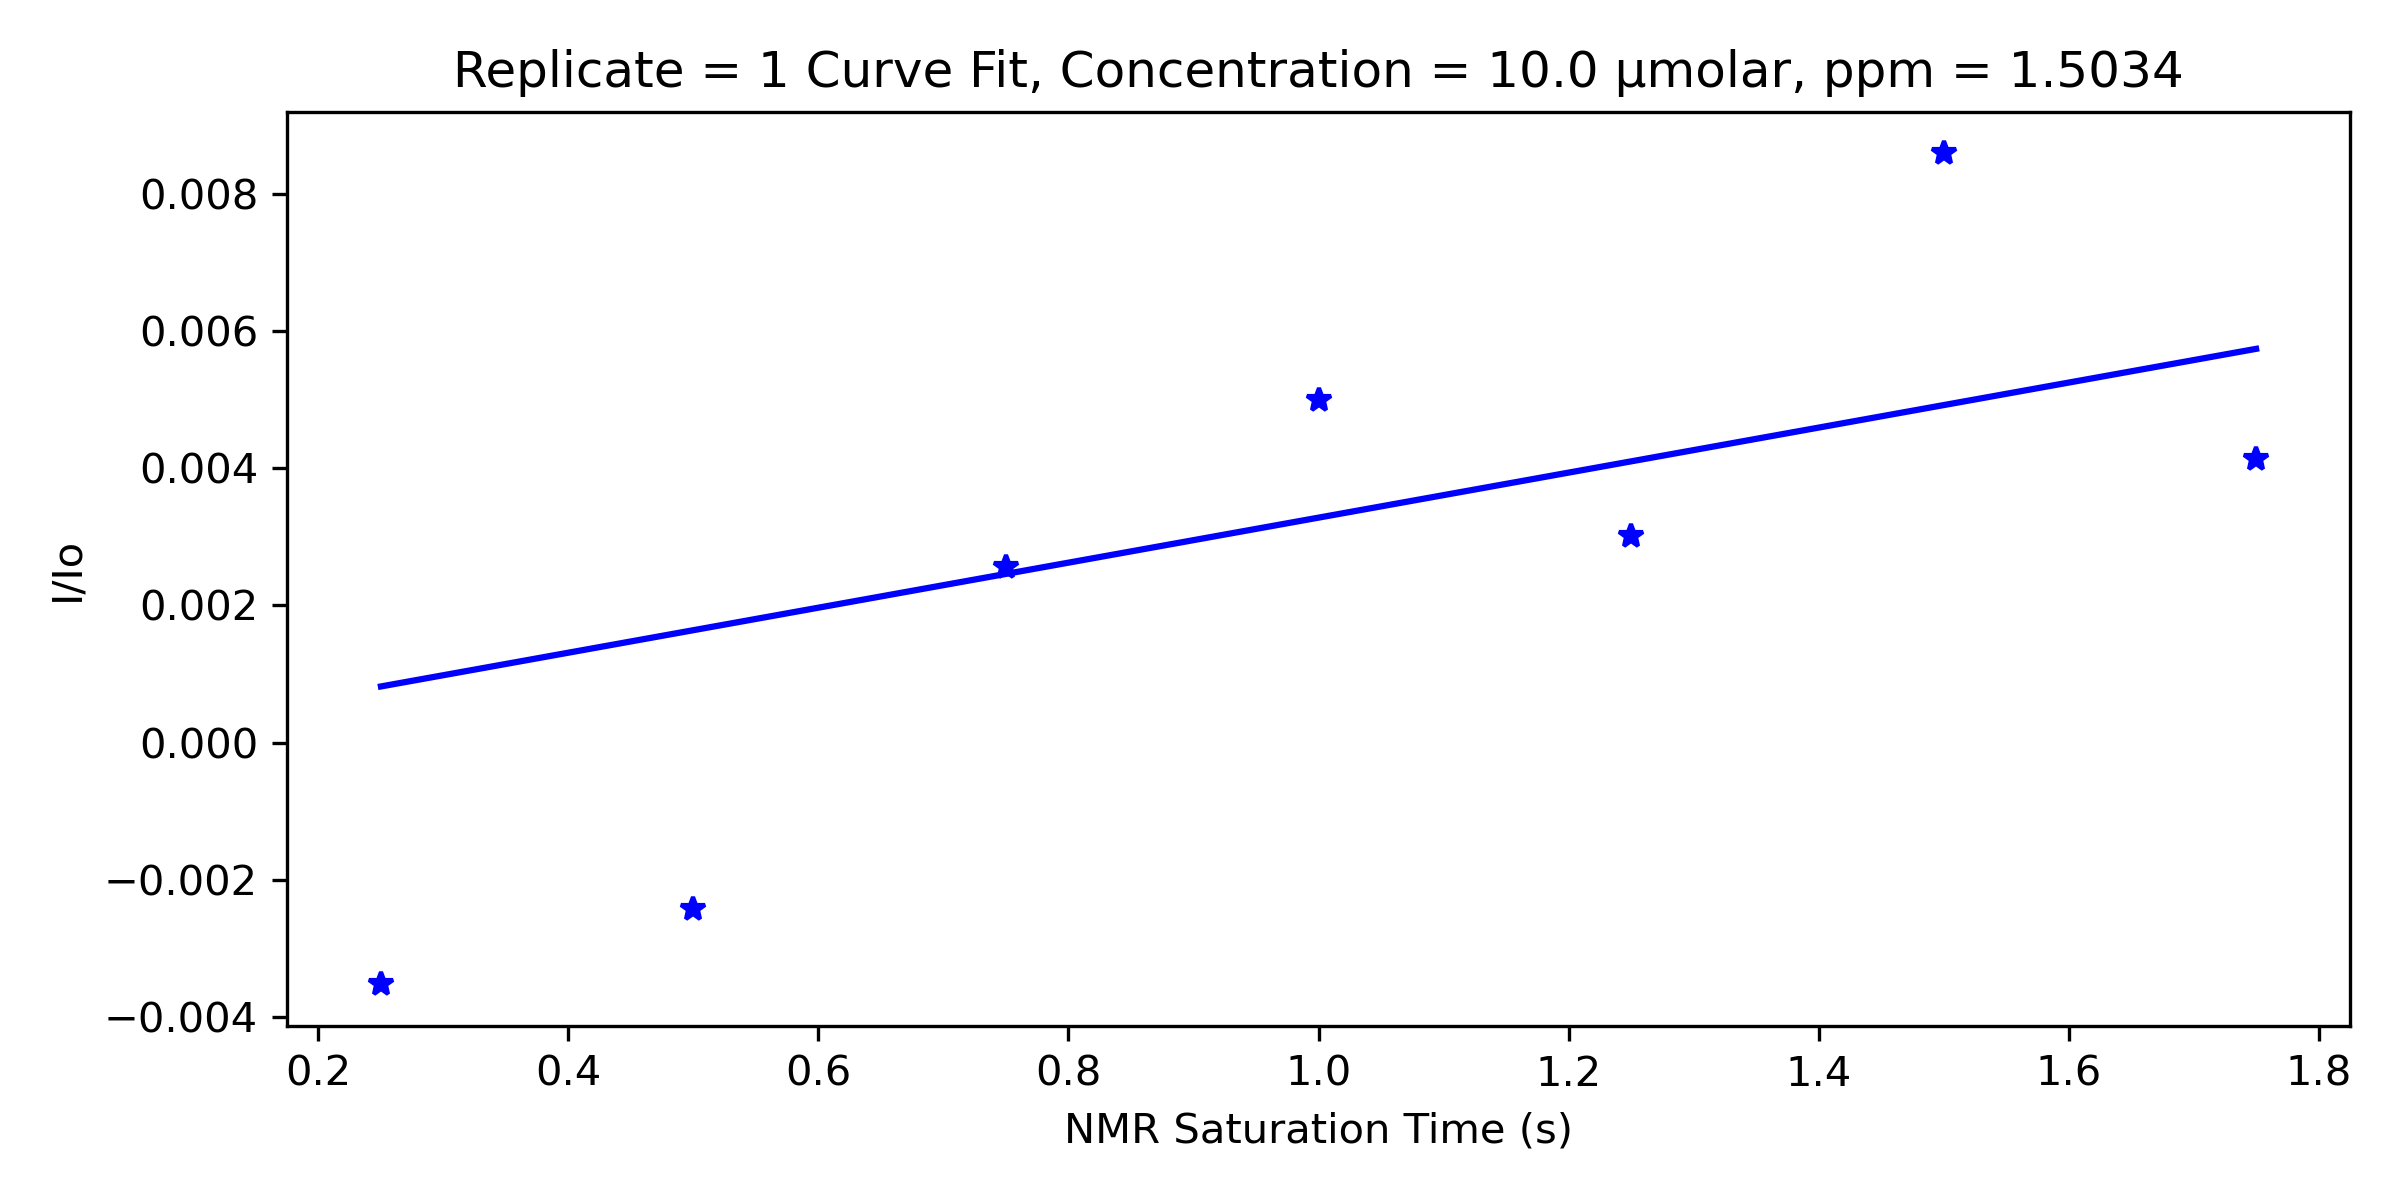 Replicate = 1 Curve Fit, Concentration = 10.0 µmolar, ppm = 1.5034
0.008
0.006
0.004
0.002
0.000
−0.002
−0.004
I/Io
0.2 0.4 0.6 0.8 1.0 1.2 1.4 1.6 1.8
NMR Saturation Time (s)